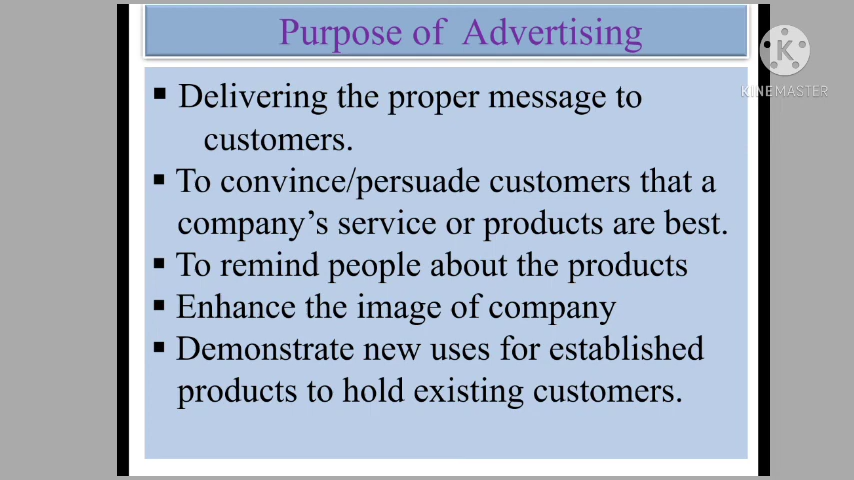 Purpose of Advertising
K
KINEMASTER
▪ Delivering the proper message to
customers.
▪ To convince/persuade customers that a
company's service or products are best.
▪ To remind people about the products
▪ Enhance the image of company
▪ Demonstrate new uses for established
products to hold existing customers.